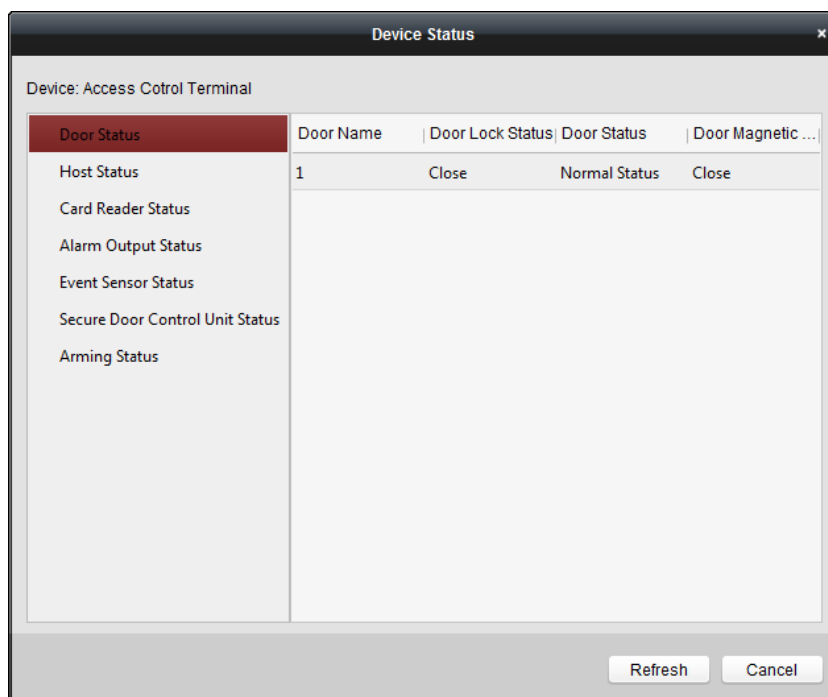 Device Status ×
Device: Access Cotrol Terminal
Door Status
Host Status
Card Reader Status
Alarm Output Status
Event Sensor Status
Secure Door Control Unit Status
Arming Status
Door Name Door Lock Status Door Status Door Magnetic ...
1 Close Normal Status Close
Refresh Cancel